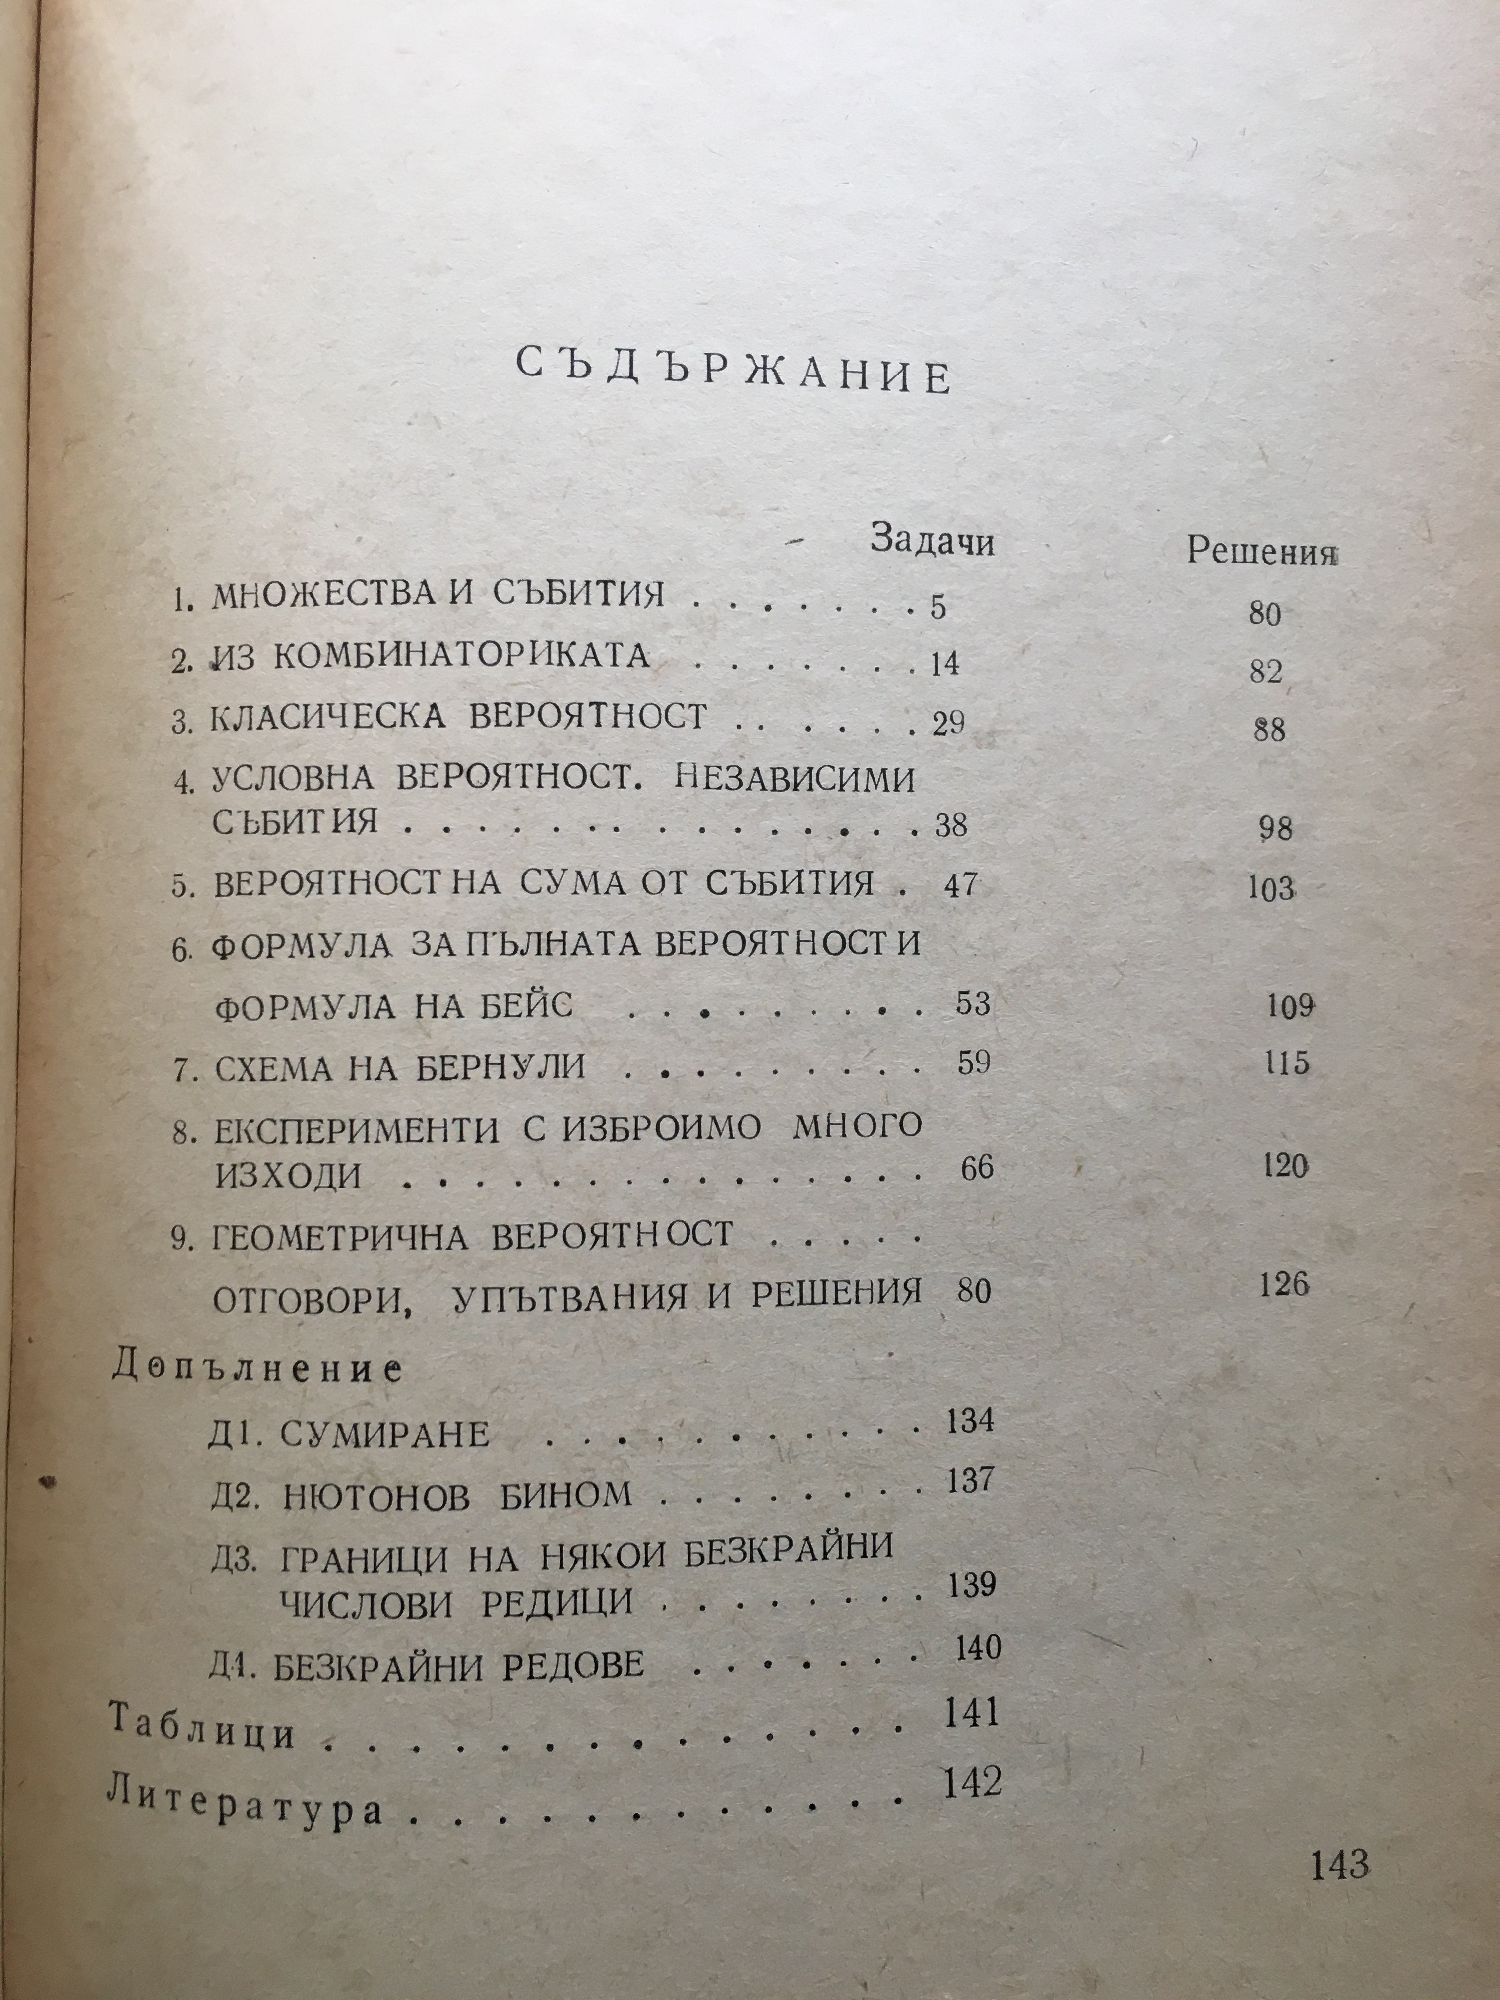 СЪДЪРЖАНИЕ
Задачи Решения
1. МНОЖЕСТВА И СЪБИТИЯ . . . . . . . 5 80
2. ИЗ КОМБИНАТОРИКАТА . . . . . . . 14 82
3. КЛАСИЧЕСКА ВЕРОЯТНОСТ . . . . . . 29 88
4. УСЛОВНА ВЕРОЯТНОСТ. НЕЗАВИСИМИ
СЪБИТИЯ . . . . . . . . . . . . . . 38 98
5. ВЕРОЯТНОСТ НА СУМА ОТ СЪБИТИЯ . 47 103
6. ФОРМУЛА ЗА ПЪЛНАТА ВЕРОЯТНОСТ И
ФОРМУЛА НА БЕЙС . . . . . . . . . 53 109
7. СХЕМА НА БЕРНУЛИ . . . . . . . . . 59 115
8. ЕКСПЕРИМЕНТИ С ИЗБРОИМО МНОГО
ИЗХОДИ . . . . . . . . . . . . . . . 66 120
9. ГЕОМЕТРИЧНА ВЕРОЯТНОСТ . . . . .
ОТГОВОРИ, УПЪТВАНИЯ И РЕШЕНИЯ 80 126
Допълнение
Д1. СУМИРАНЕ . . . . . . . . . . . 134
Д2. НЮТОНОВ БИНОМ . . . . . . . . 137
Д3. ГРАНИЦИ НА НЯКОИ БЕЗКРАЙНИ
ЧИСЛОВИ РЕДИЦИ . . . . . . . . 139
Д4. БЕЗКРАЙНИ РЕДОВЕ . . . . . . . 140
Таблици . . . . . . . . . . . . . . 141
Литература . . . . . . . . . . . . 142
143